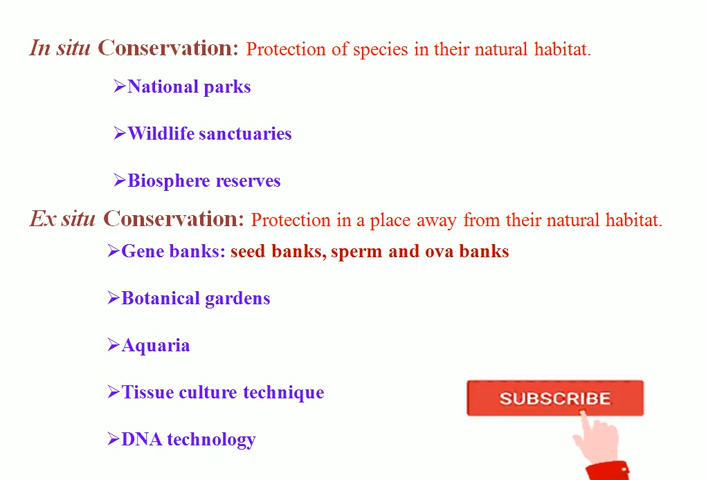 In situ Conservation: Protection of species in their natural habitat.
➢National parks
➢Wildlife sanctuaries
➢Biosphere reserves
Ex situ Conservation: Protection in a place away from their natural habitat.
➢Gene banks: seed banks, sperm and ova banks
➢Botanical gardens
➢Aquaria
➢Tissue culture technique
SUBSCRIBE
➢DNA technology